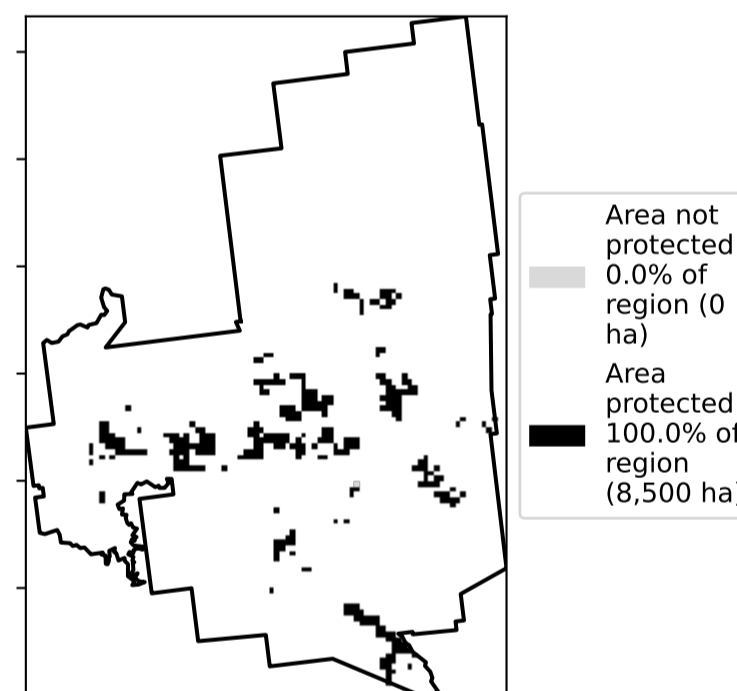 Area not
protected
0.0% of
region (0
ha)
Area
protected
100.0% of
region
(8,500 ha)